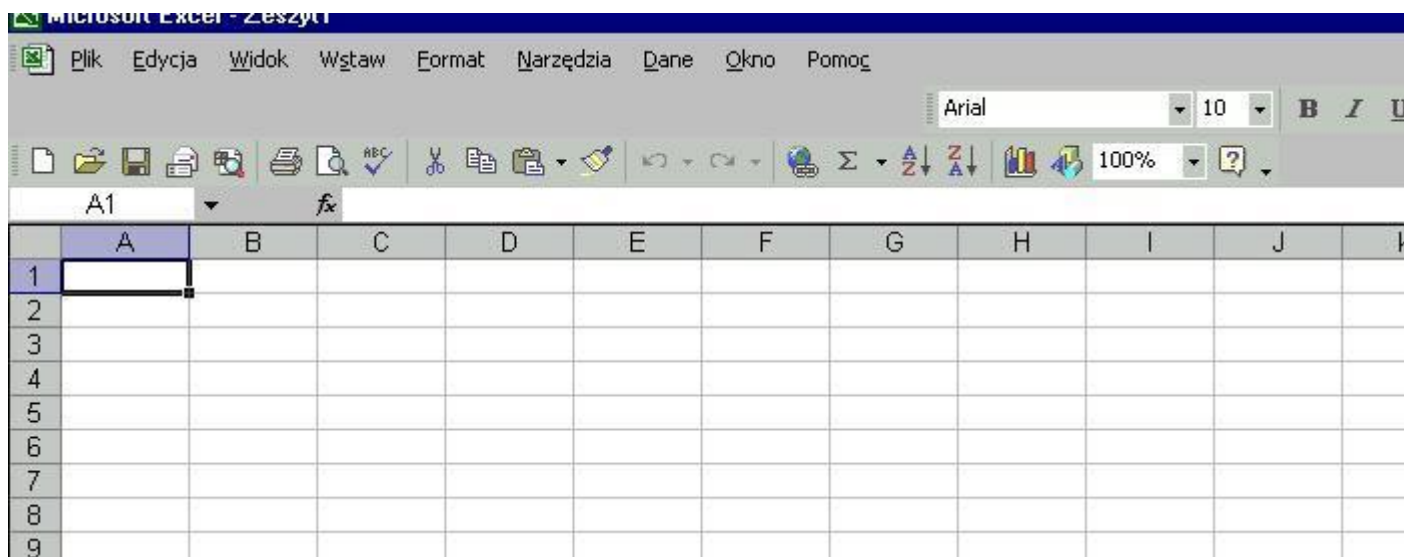 Microsoft Excel - Zeszyt1
Plik Edycja Widok Wstaw Format Narzędzia Dane Okno Pomoc
Arial 10 B I U
ABC Σ A Z Z A 100% ?
A1 fx
A B C D E F G H I J K
1
2
3
4
5
6
7
8
9